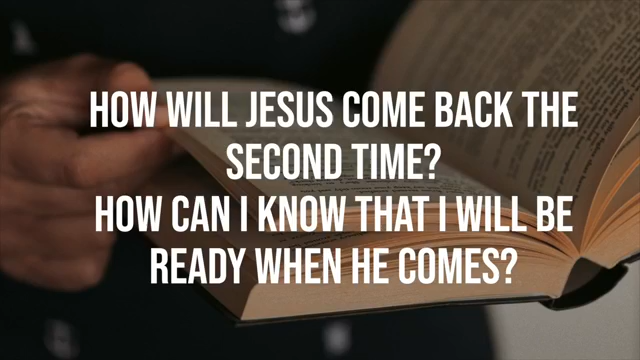 HOW WILL JESUS COME BACK THE
SECOND TIME?
HOW CAN I KNOW THAT I WILL BE
READY WHEN HE COMES?